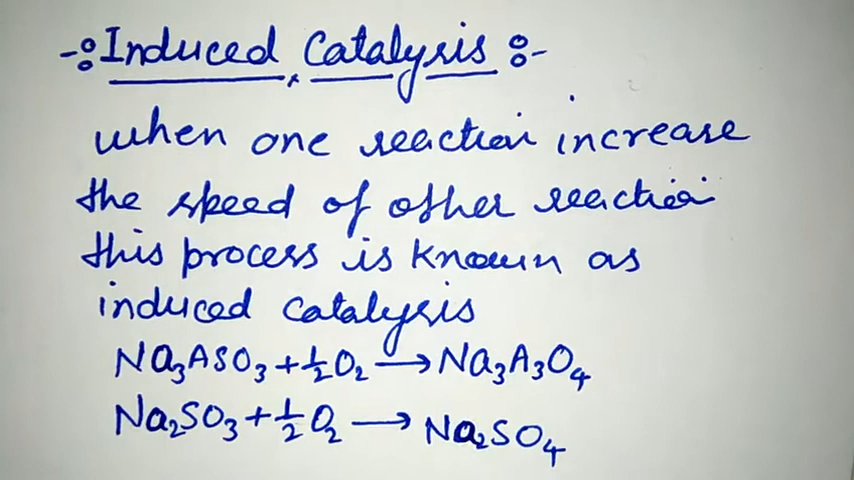 -:Induced Catalysis:-
when one reaction increase
the speed of other reaction
this process is known as
induced catalysis
Na₃ASO₃+½O₂→Na₃A₃O₄
Na₂SO₃+½O₂→Na₂SO₄